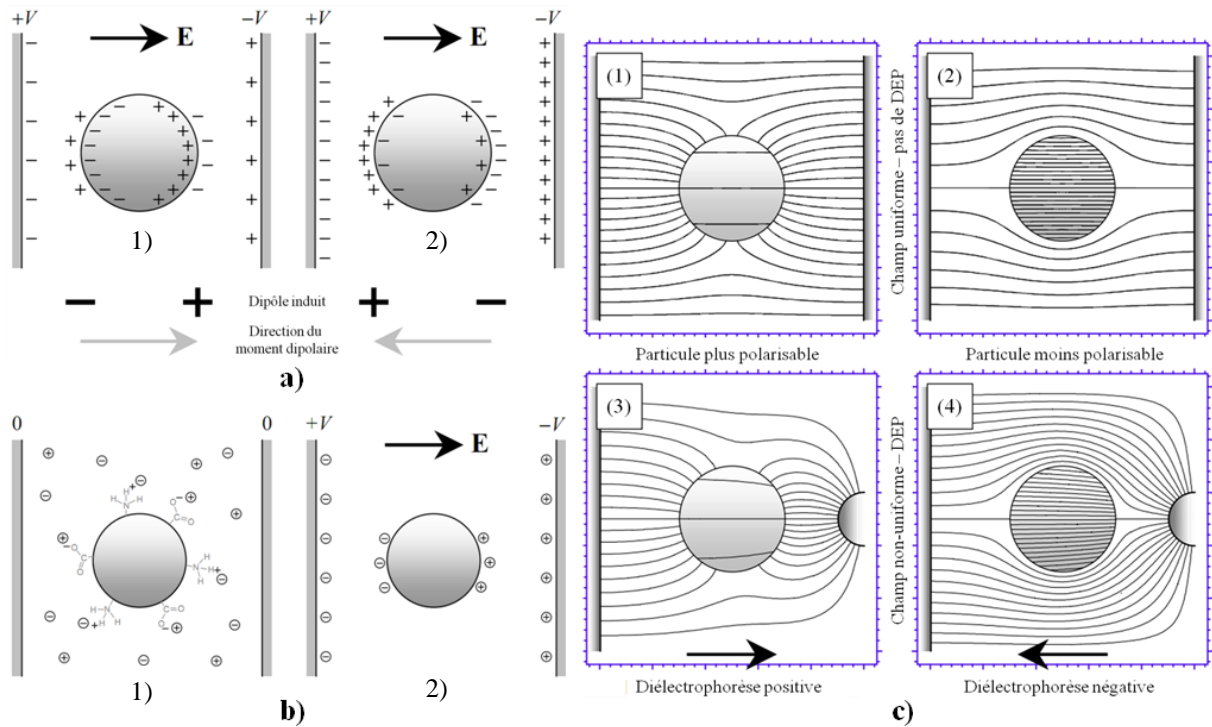 +V
−V
+V
−V
E
E
1)
2)
Dipôle induit
Direction du
moment dipolaire
a)
0
0
+V
−V
E
1)
2)
b)
(1)
(2)
Champ uniforme – pas de DEP
Particule plus polarisable
Particule moins polarisable
(3)
(4)
Champ non-uniforme – DEP
Diélectrophorèse positive
Diélectrophorèse négative
c)